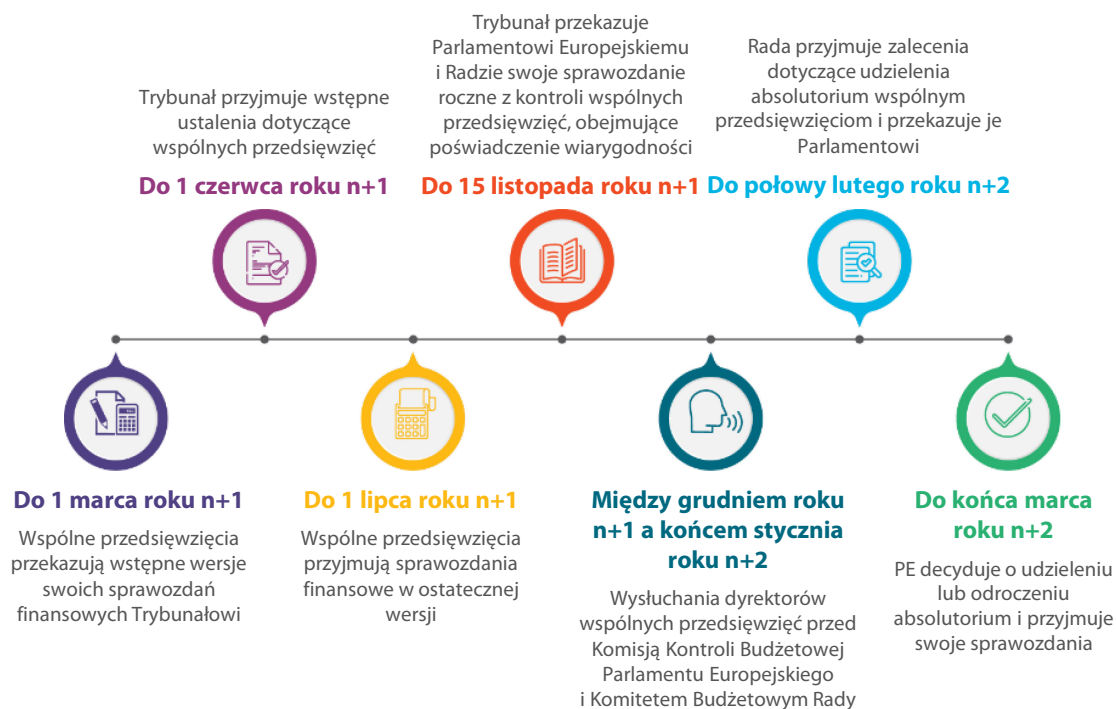 Trybunał przyjmuje wstępne
ustalenia dotyczące
wspólnych przedsięwzięć
Do 1 czerwca roku n+1
Trybunał przekazuje
Parlamentowi Europejskiemu
i Radzie swoje sprawozdanie
roczne z kontroli wspólnych
przedsięwzięć, obejmujące
poświadczenie wiarygodności
Do 15 listopada roku n+1
Rada przyjmuje zalecenia
dotyczące udzielenia
absolutorium wspólnym
przedsięwzięciom i przekazuje je
Parlamentowi
Do połowy lutego roku n+2
Do 1 marca roku n+1
Wspólne przedsięwzięcia
przekazują wstępne wersje
swoich sprawozdań
finansowych Trybunałowi
Do 1 lipca roku n+1
Wspólne przedsięwzięcia
przyjmują sprawozdania
finansowe w ostatecznej
wersji
Między grudniem roku
n+1 a końcem stycznia
roku n+2
Wysłuchania dyrektorów
wspólnych przedsięwzięć przed
Komisją Kontroli Budżetowej
Parlamentu Europejskiego
i Komitetem Budżetowym Rady
Do końca marca
roku n+2
PE decyduje o udzieleniu
lub odroczeniu
absolutorium i przyjmuje
swoje sprawozdania